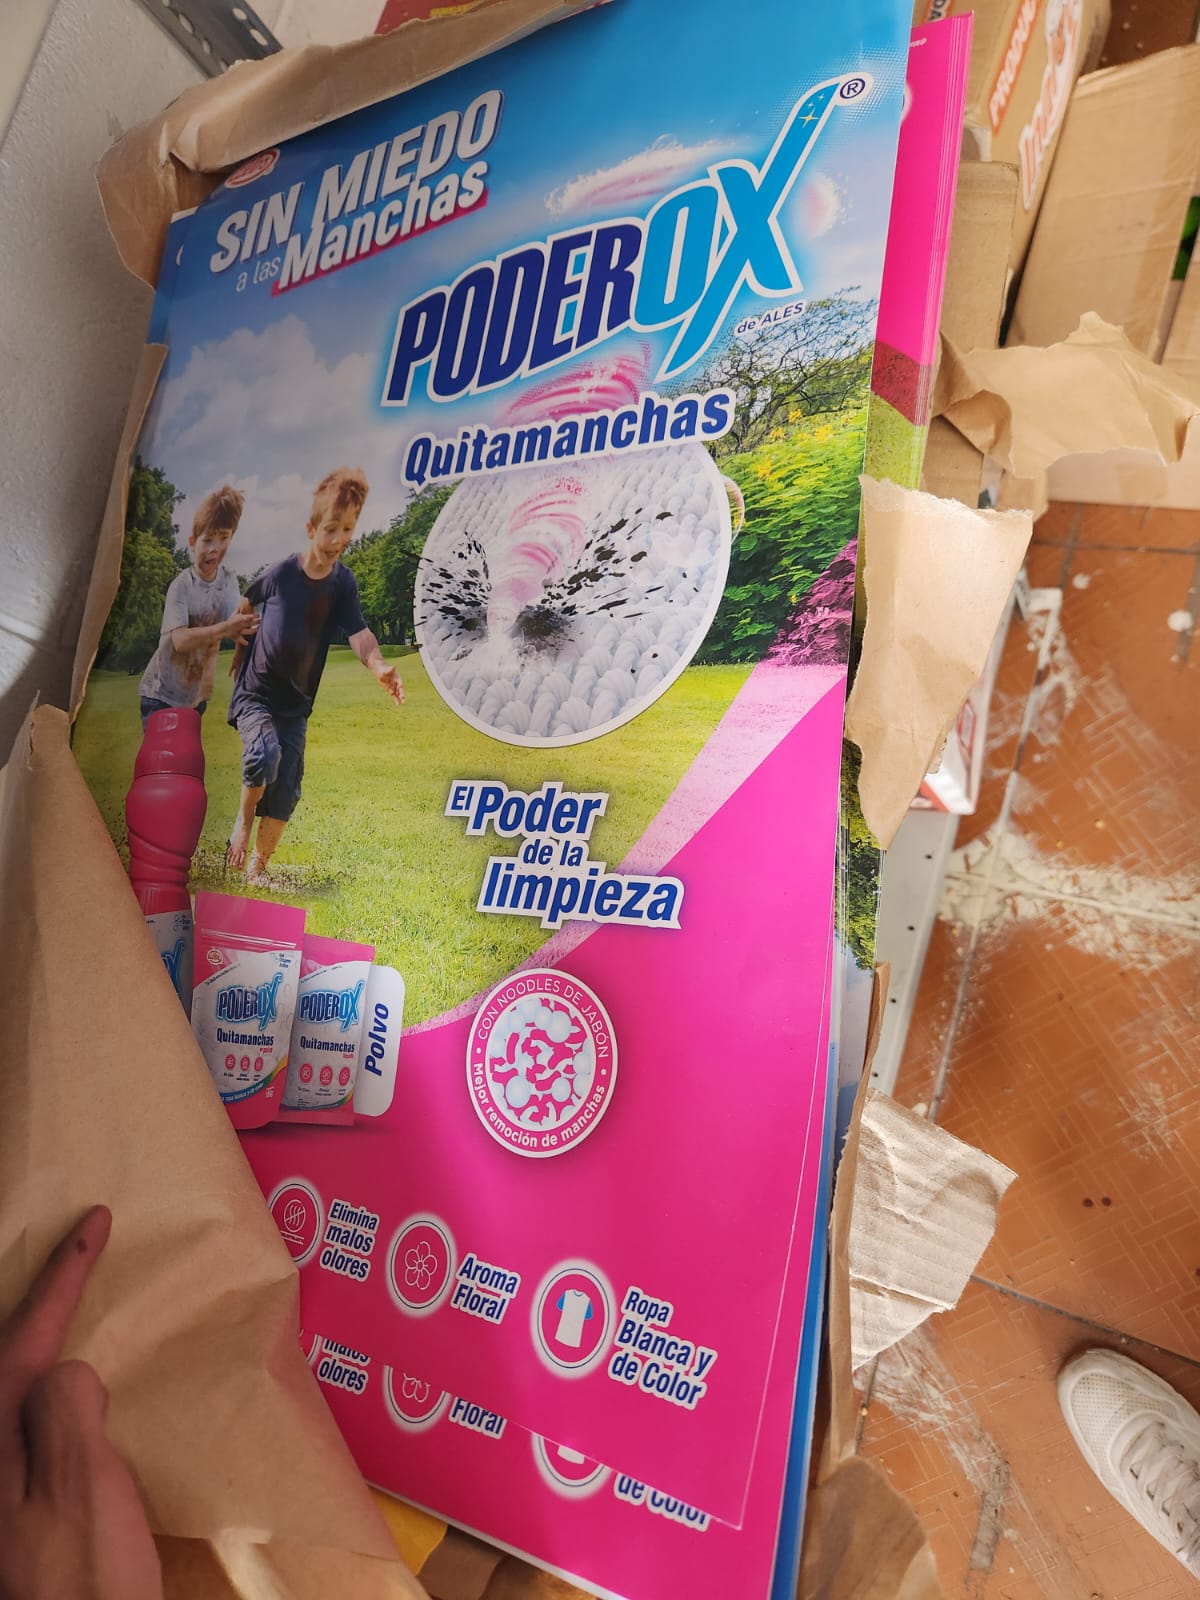 SIN MIEDO
a las Manchas
PODEROX®
de ALES
Quitamanchas
El Poder
de la
limpieza
PODEROX
Quitamanchas
PODEROX
Quitamanchas
Polvo
CON NOODLES DE JABÓN
Mejor remoción de manchas
Elimina
malos
olores
Aroma
Floral
Ropa
Blanca y
de Color
malos
olores
Floral
de Color